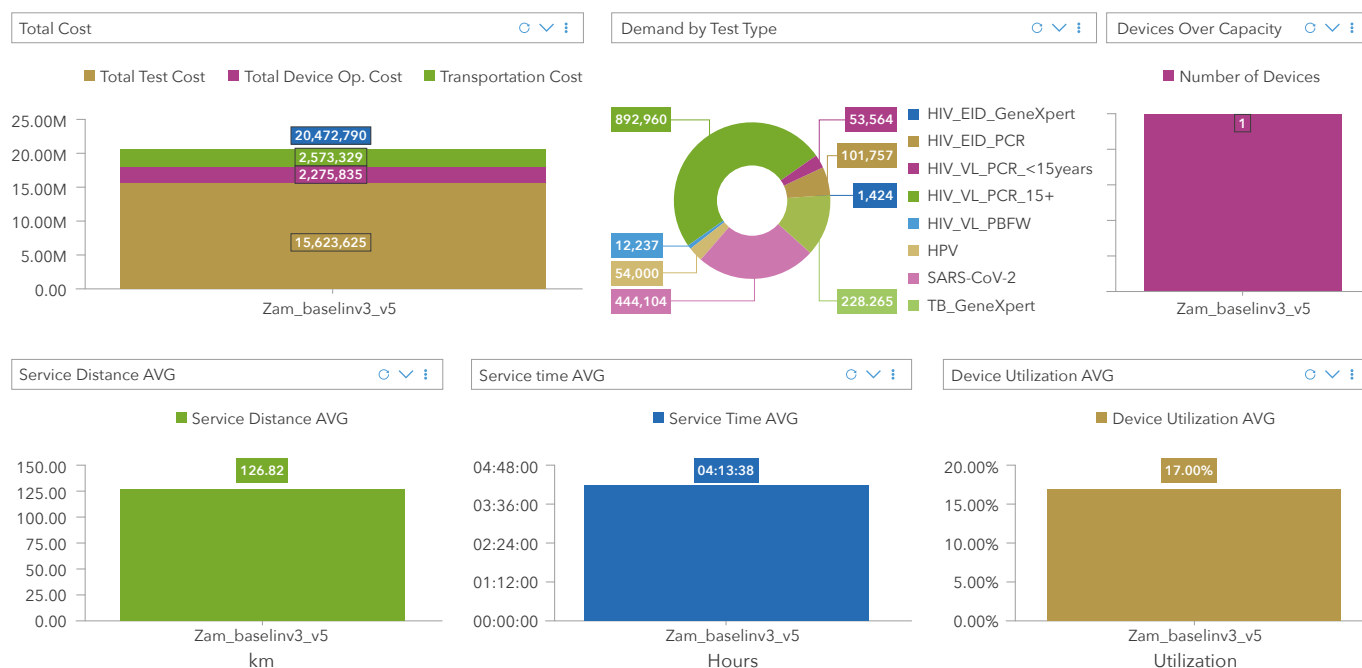 Total Cost
Total Test Cost Total Device Op. Cost Transportation Cost
25.00M
20.00M
15.00M
10.00M
5.00M
0.00
20,472,790
2,573,329
2,275,835
15,623,625
Zam_baselinv3_v5
Demand by Test Type
892,960
53,564
101,757
1,424
12,237
54,000
444,104
228.265
HIV_EID_GeneXpert
HIV_EID_PCR
HIV_VL_PCR_<15years
HIV_VL_PCR_15+
HIV_VL_PBFW
HPV
SARS-CoV-2
TB_GeneXpert
Devices Over Capacity
Number of Devices
1
Zam_baselinv3_v5
Service Distance AVG
Service Distance AVG
150.00
125.00
100.00
75.00
50.00
25.00
0.00
126.82
Zam_baselinv3_v5
km
Service time AVG
Service Time AVG
04:48:00
03:36:00
02:24:00
01:12:00
00:00:00
04:13:38
Zam_baselinv3_v5
Hours
Device Utilization AVG
Device Utilization AVG
20.00%
15.00%
10.00%
5.00%
0.00%
17.00%
Zam_baselinv3_v5
Utilization